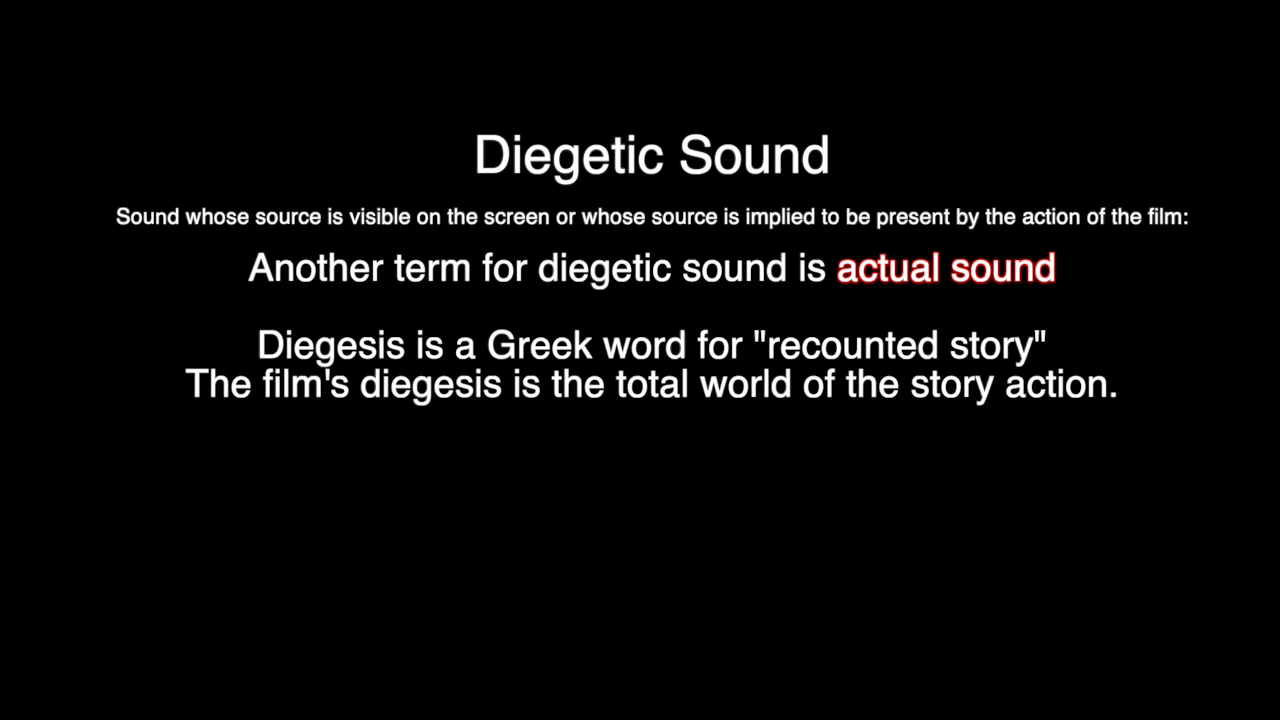 Diegetic Sound
Sound whose source is visible on the screen or whose source is implied to be present by the action of the film:
Another term for diegetic sound is actual sound
Diegesis is a Greek word for "recounted story"
The film's diegesis is the total world of the story action.